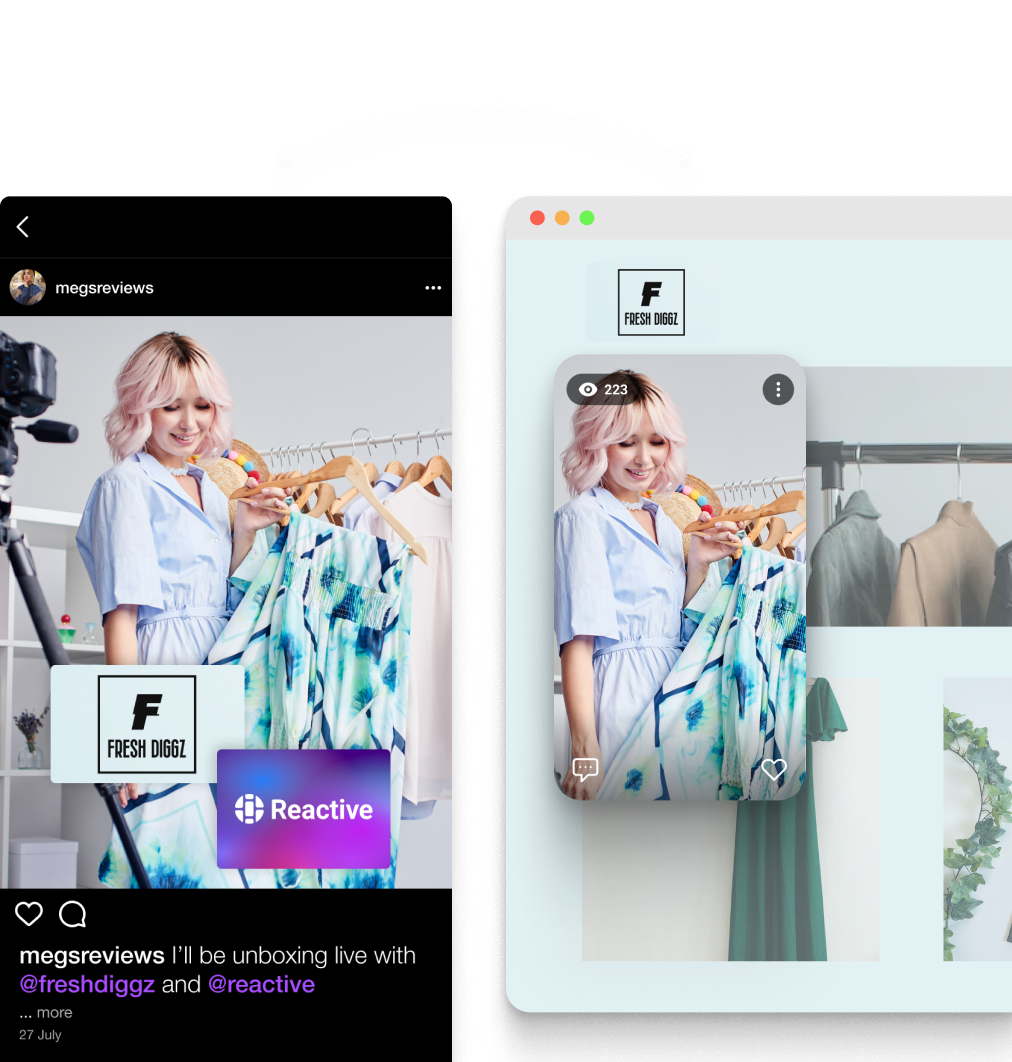 megsreviews
F
FRESH DIGGZ
Reactive
megsreviews I’ll be unboxing live with
@freshdiggz and @reactive
... more
27 July
F
FRESH DIGGZ
223